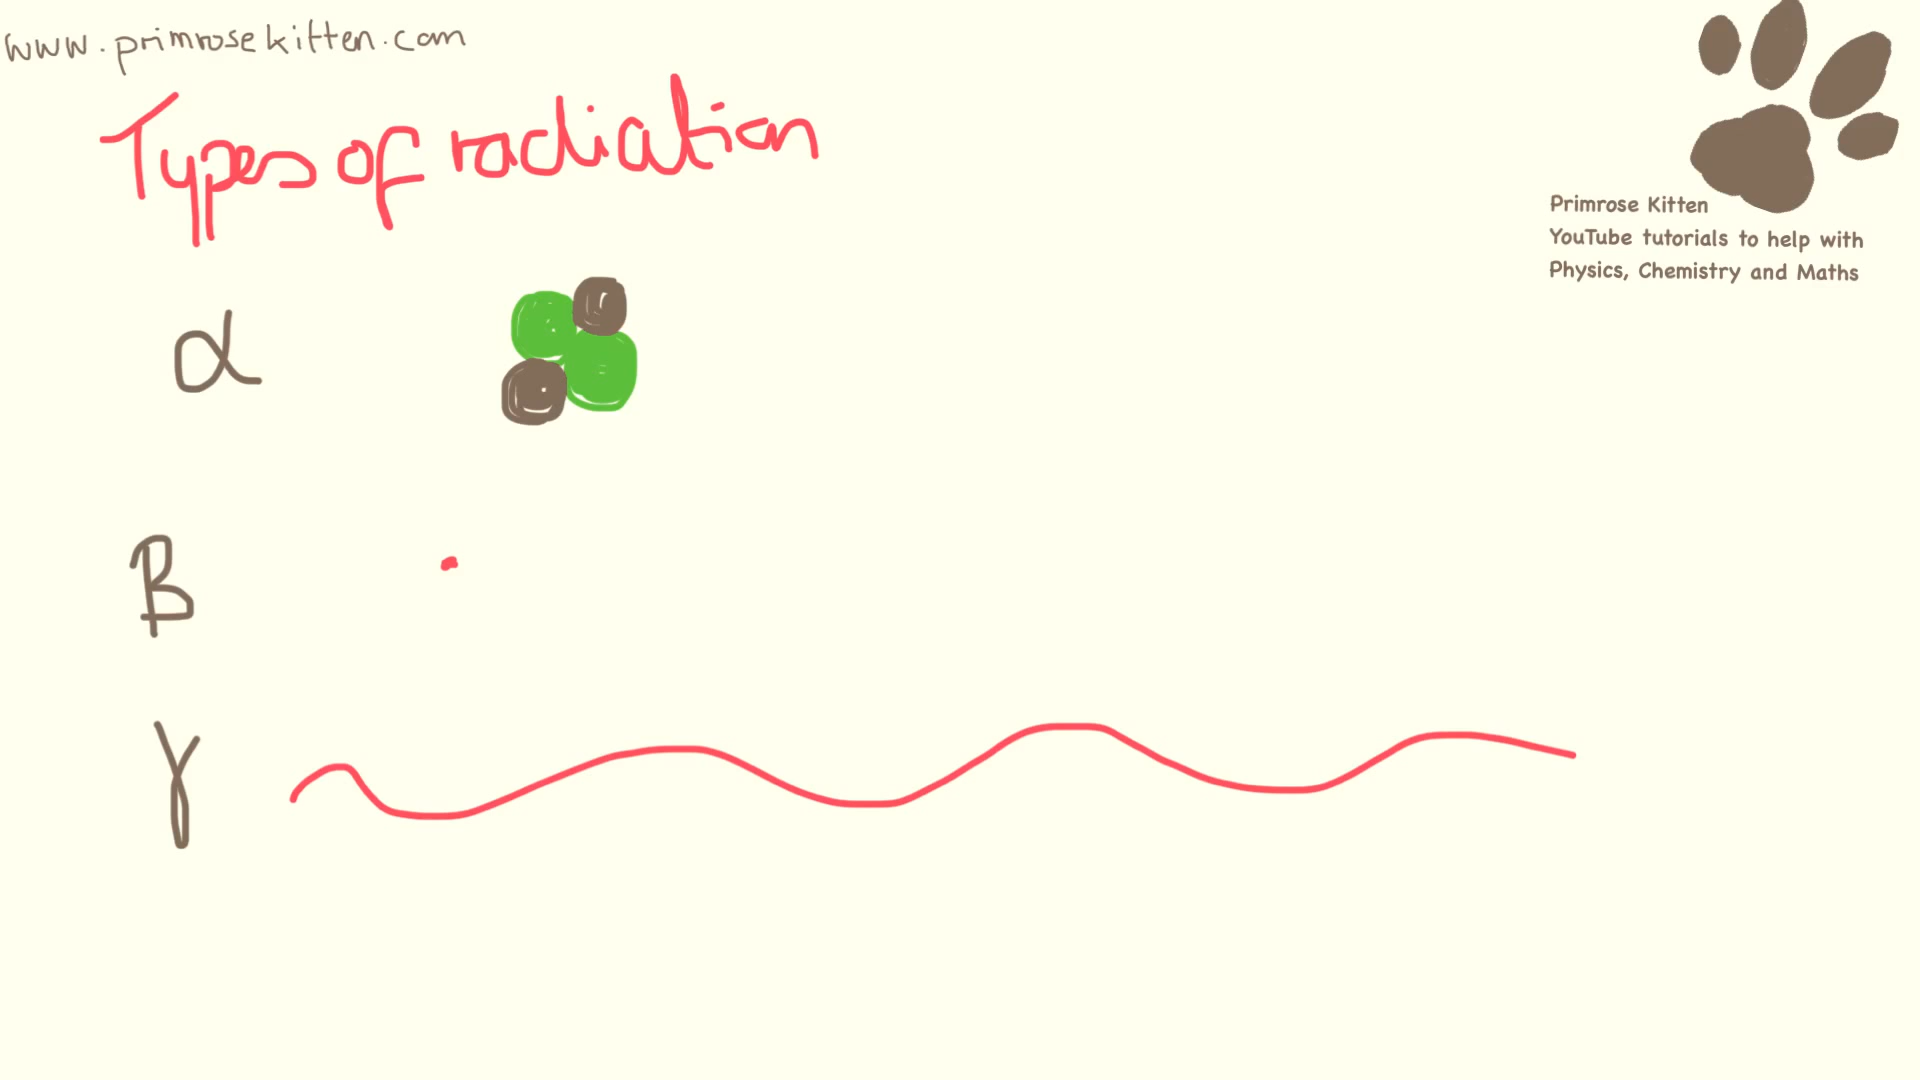 www.primrosekitten.com
Types of radiation
Primrose Kitten
YouTube tutorials to help with
Physics, Chemistry and Maths
α
β
γ